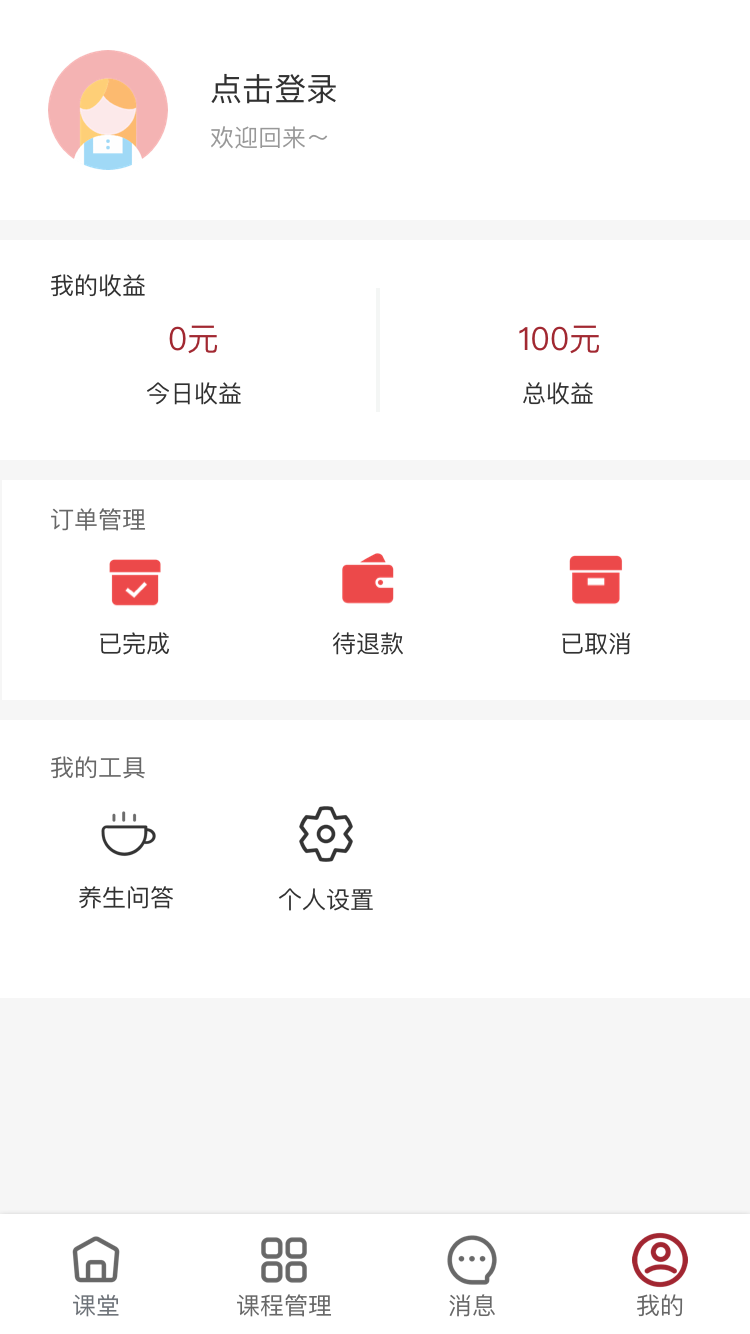 点击登录
欢迎回来～
我的收益
0元
100元
今日收益
总收益
订单管理
已完成
待退款
已取消
我的工具
养生问答
个人设置
课堂
课程管理
消息
我的